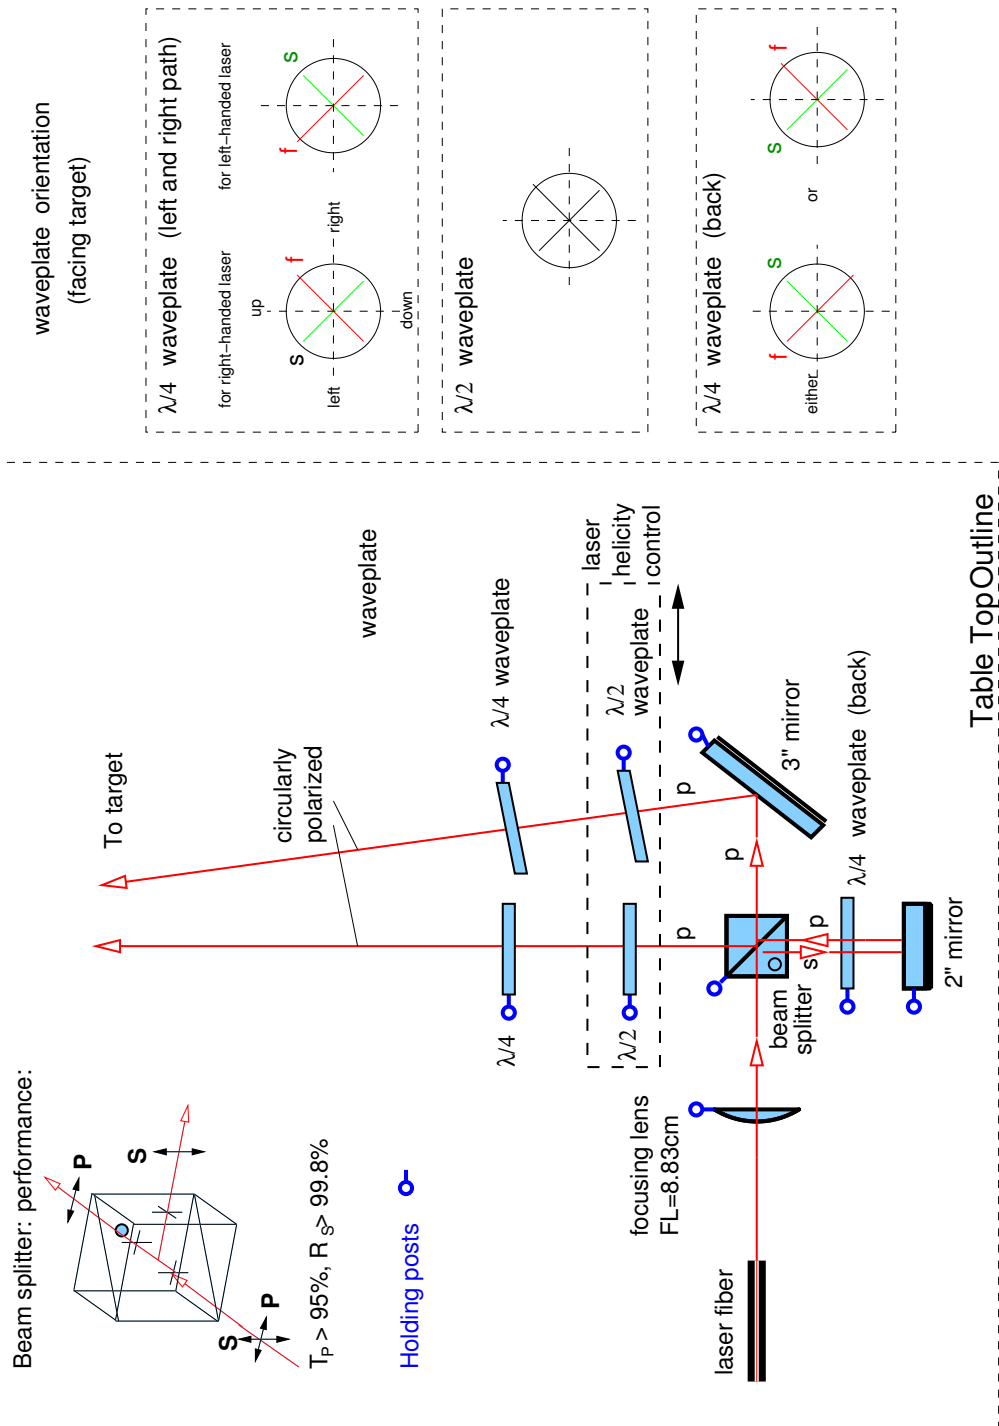 Beam splitter: performance:
S
P
P
S
T_P > 95%, R_S > 99.8%
Holding posts
To target
circularly
polarized
waveplate
λ/4
λ/4 waveplate
λ/2
λ/2
waveplate
laser
helicity
control
p
p
p
focusing lens
FL=8.83cm
laser fiber
beam
splitter
s
p
3" mirror
λ/4 waveplate (back)
2" mirror
Table Top Outline
waveplate orientation
(facing target)
λ/4 waveplate (left and right path)
for right-handed laser
for left-handed laser
up
s
f
left
right
down
f
s
λ/2 waveplate
λ/4 waveplate (back)
either
f
s
or
s
f